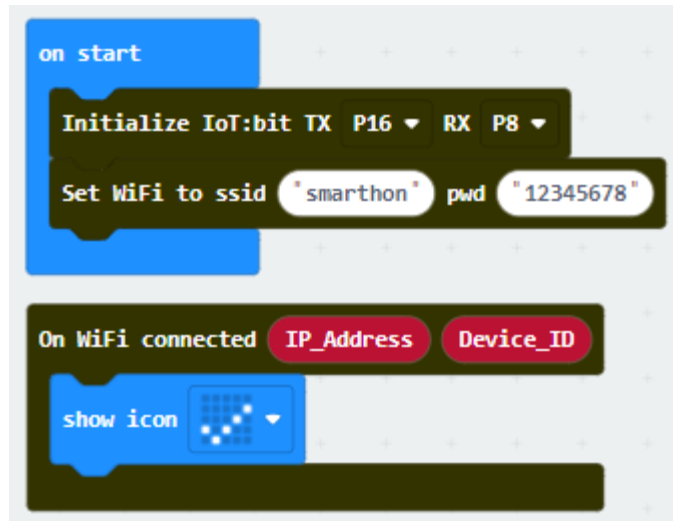 on start
Initialize IoT:bit TX P16 RX P8
Set WiFi to ssid "smarthon" pwd "12345678"
On WiFi connected IP_Address Device_ID
show icon